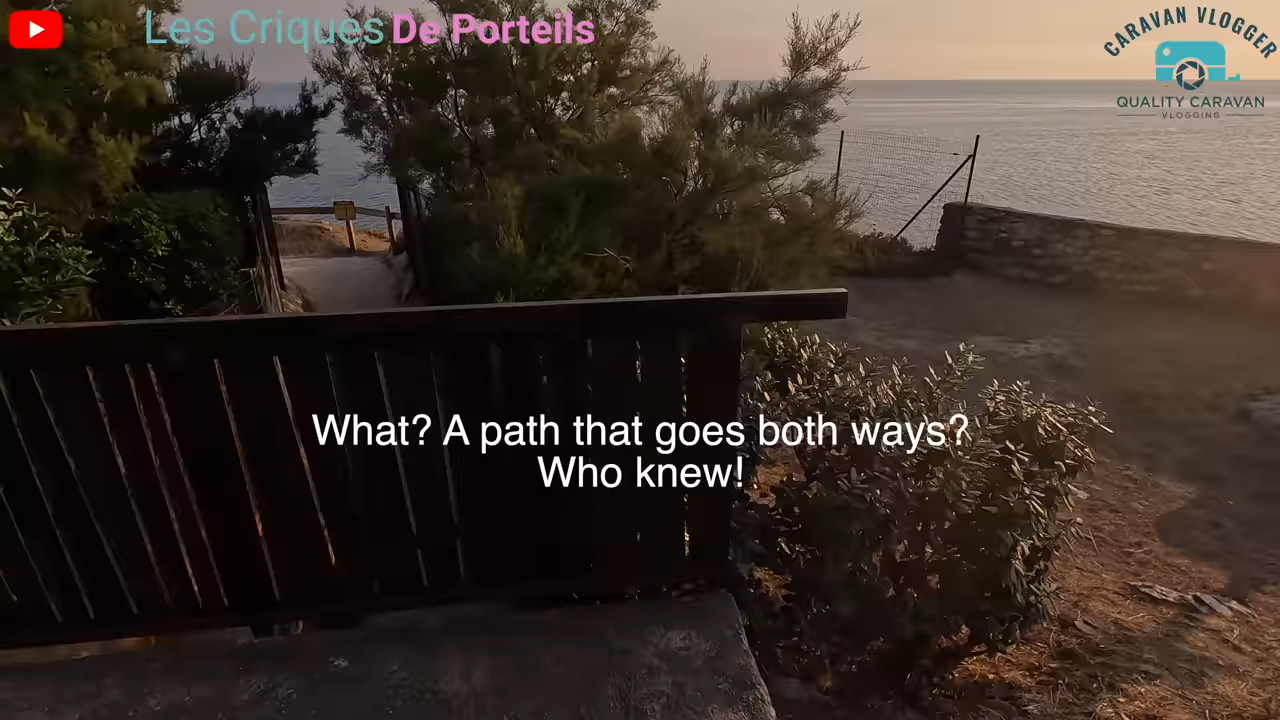 Les Criques De Porteils
CARAVAN VLOGGER
QUALITY CARAVAN
VLOGGING
What? A path that goes both ways?
Who knew!